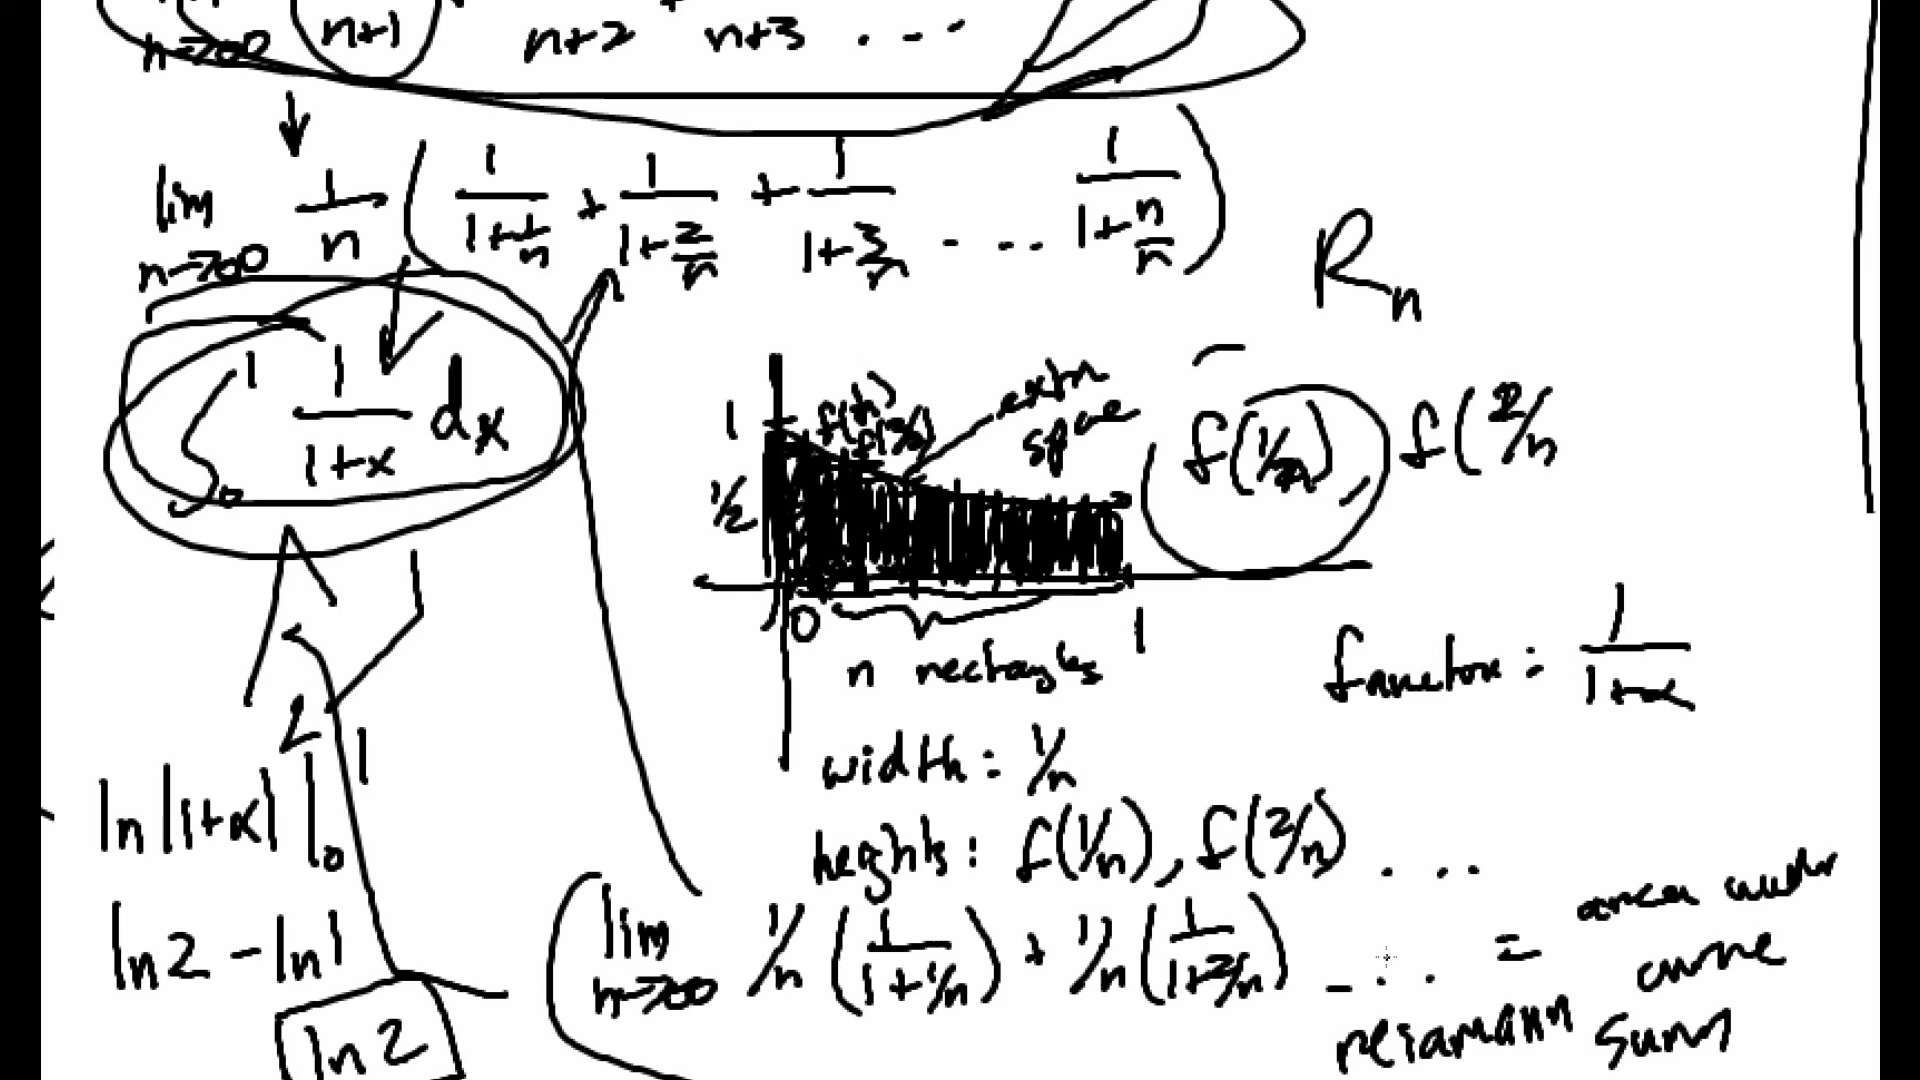 n→∞ n+1 n+2 + n+3 . . .
lim n→∞ 1/n ( 1/(1+1/n) + 1/(1+2/n) + 1/(1+3/n) . . . . 1/(1+n/n) )
Rn
∫₀¹ 1/(1+x) dx
1
1/2
f(1/n)
f(2/n)
extra
space
f(1/n), f(2/n
0
1
n rectangles
function: 1/(1+x)
width: 1/n
heghts: f(1/n), f(2/n) . . .
ln|1+x| |₀¹
ln2 - ln1
ln2
lim n→∞ 1/n (1/(1+1/n)) + 1/n (1/(1+2/n)) . . . = area under
curve
reiamann sum